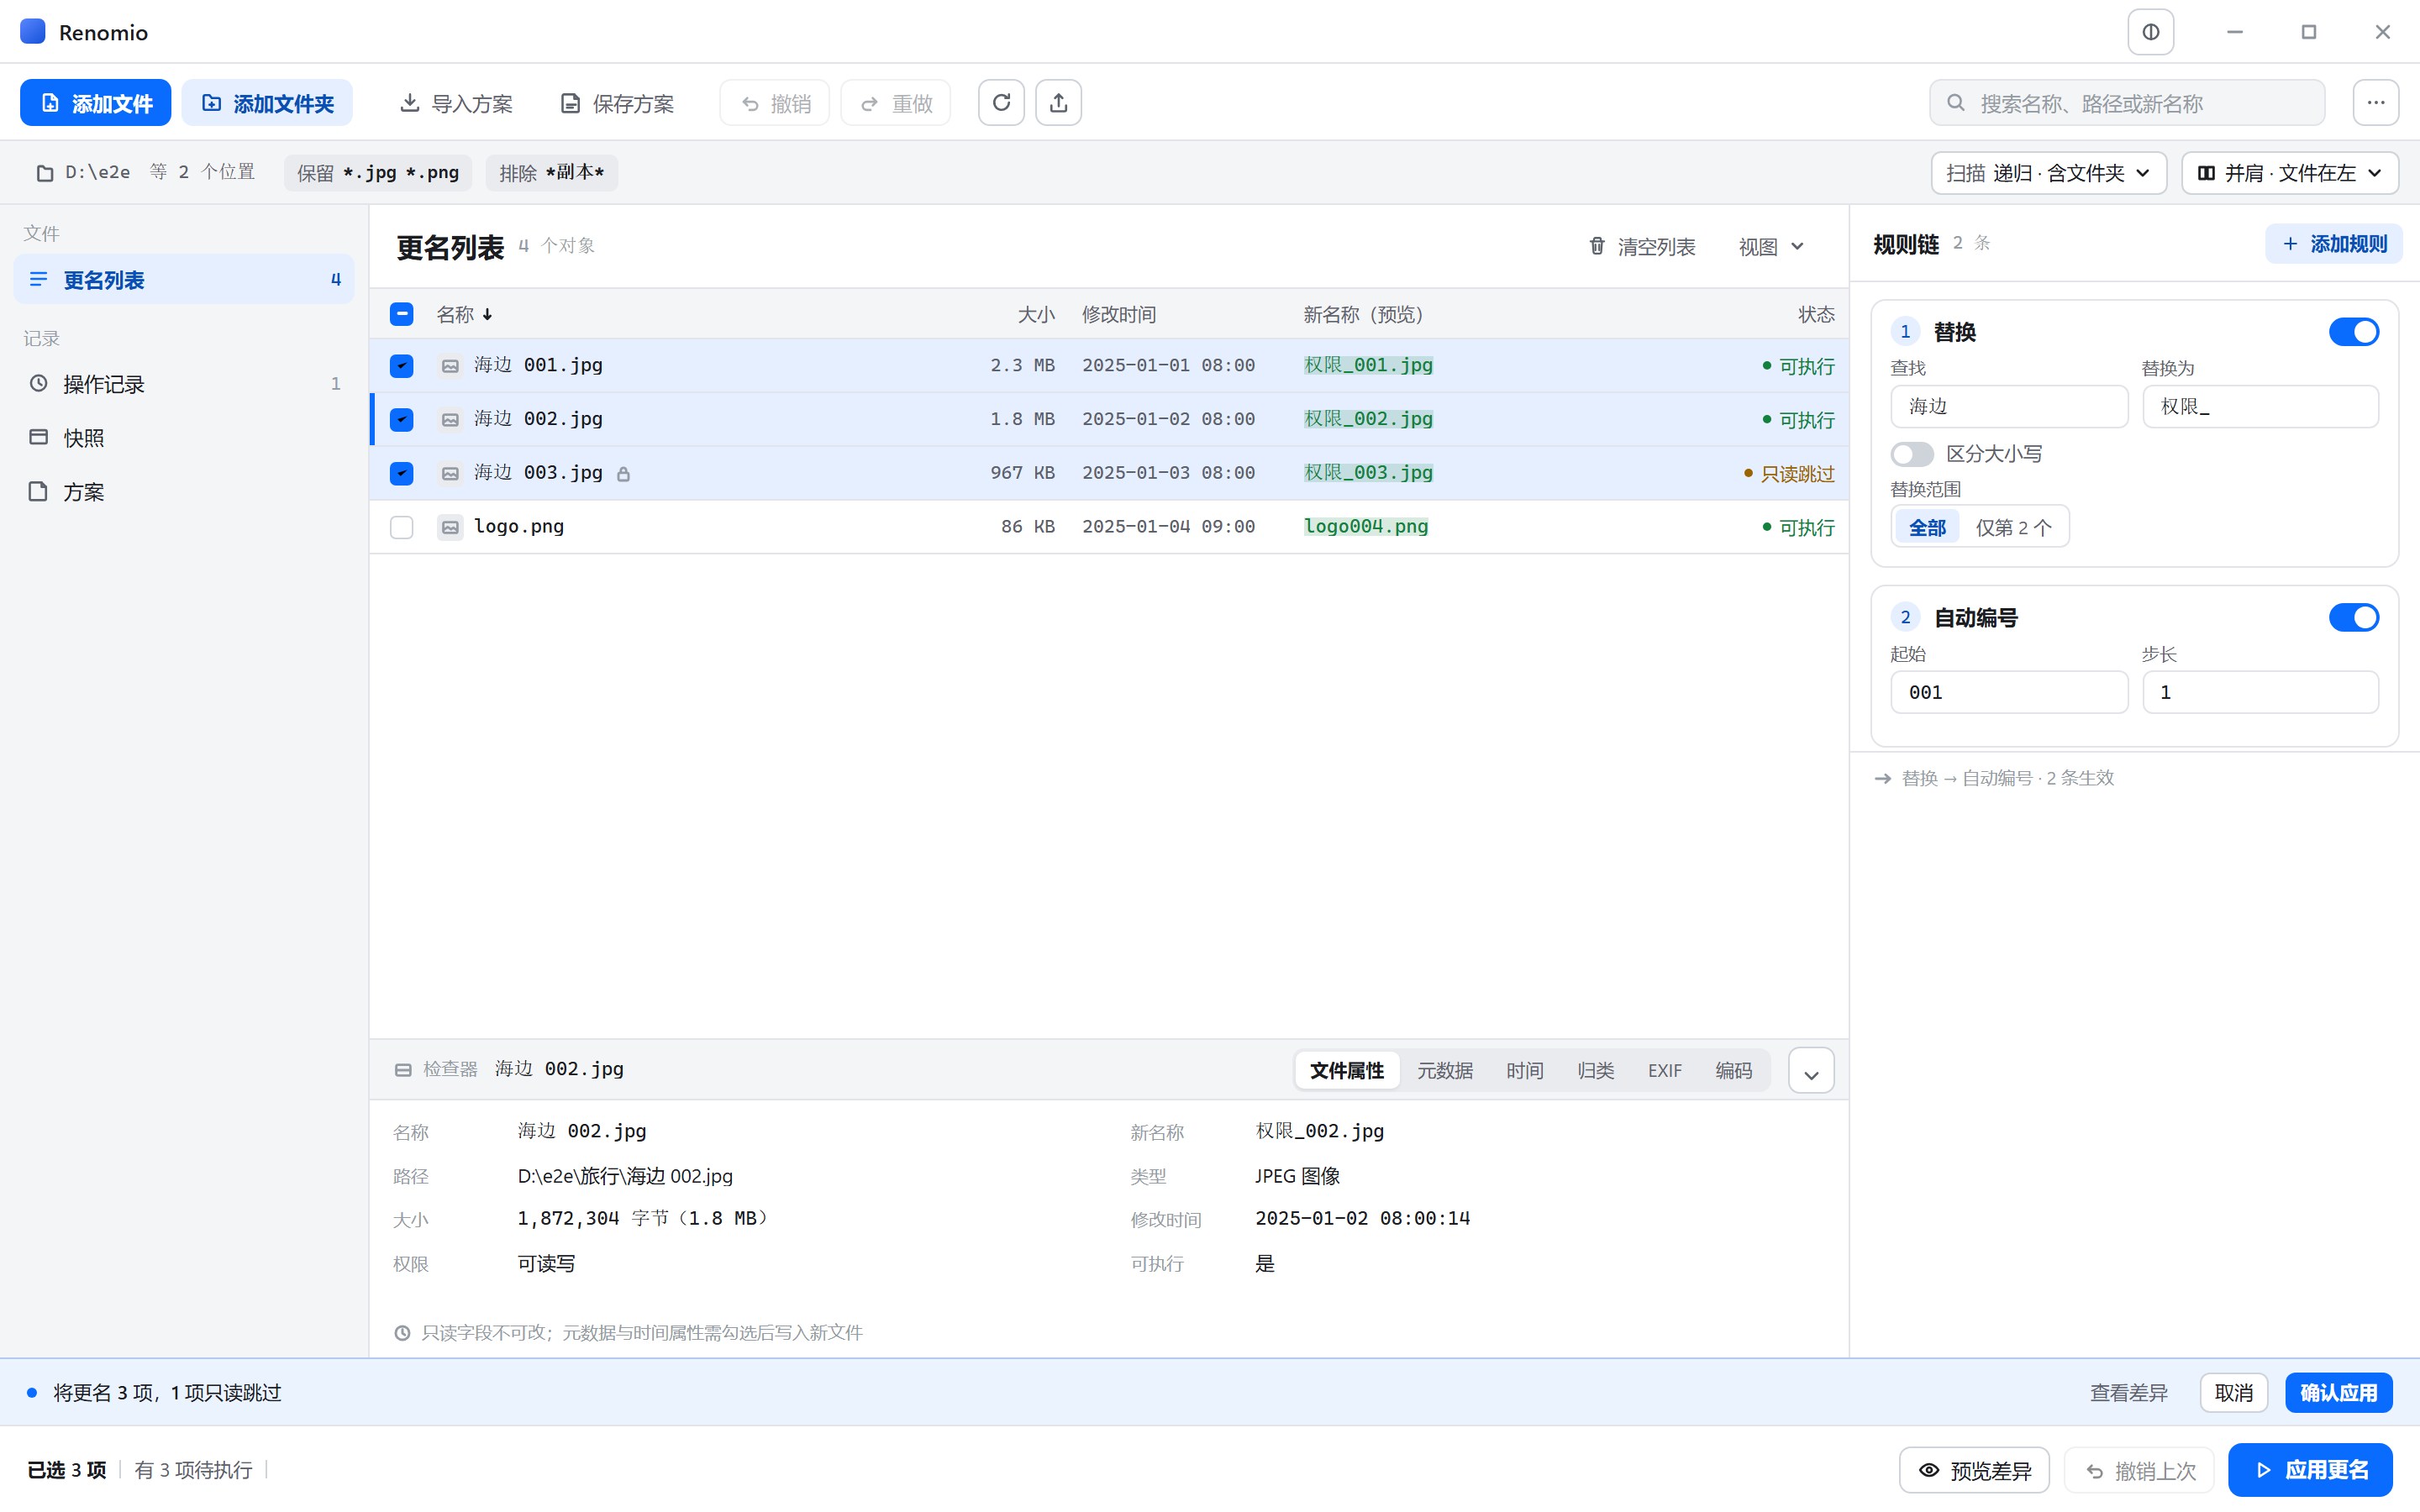 Renomio
添加文件 添加文件夹 导入方案 保存方案 撤销 重做 搜索名称、路径或新名称
D:\e2e 等 2 个位置 保留 *.jpg *.png 排除 *副本* 扫描 递归 · 含文件夹 并肩 · 文件在左
文件
更名列表 4
记录
操作记录 1
快照
方案
更名列表 4 个对象 清空列表 视图
名称 大小 修改时间 新名称（预览） 状态
海边 001.jpg 2.3 MB 2025-01-01 08:00 权限_001.jpg 可执行
海边 002.jpg 1.8 MB 2025-01-02 08:00 权限_002.jpg 可执行
海边 003.jpg 967 KB 2025-01-03 08:00 权限_003.jpg 只读跳过
logo.png 86 KB 2025-01-04 09:00 logo004.png 可执行
检查器 海边 002.jpg 文件属性 元数据 时间 归类 EXIF 编码
名称 海边 002.jpg 新名称 权限_002.jpg
路径 D:\e2e\旅行\海边 002.jpg 类型 JPEG 图像
大小 1,872,304 字节（1.8 MB） 修改时间 2025-01-02 08:00:14
权限 可读写 可执行 是
只读字段不可改；元数据与时间属性需勾选后写入新文件
规则链 2 条 添加规则
1 替换
查找 替换为
海边 权限_
区分大小写
替换范围
全部 仅第 2 个
2 自动编号
起始 步长
001 1
→ 替换 → 自动编号 · 2 条生效
将更名 3 项，1 项只读跳过 查看差异 取消 确认应用
已选 3 项 有 3 项待执行 预览差异 撤销上次 应用更名